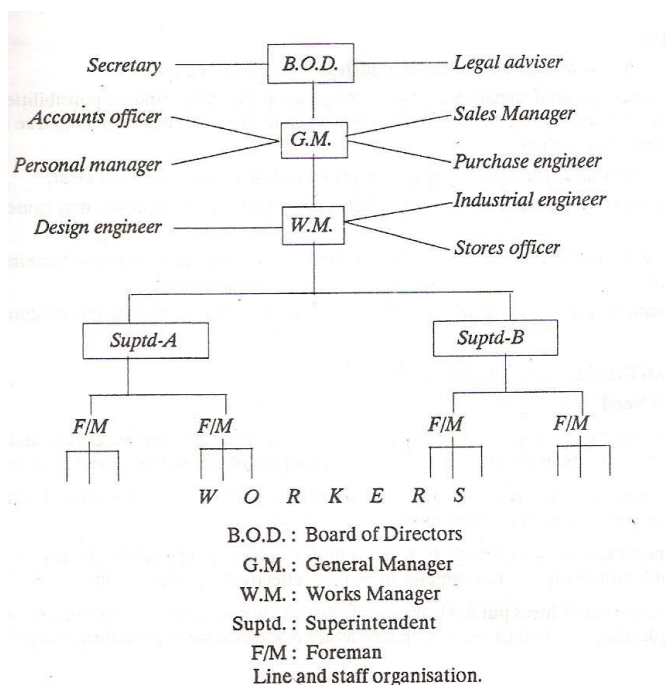 Secretary B.O.D. Legal adviser
Accounts officer Sales Manager
G.M.
Personal manager Purchase engineer
Industrial engineer
Design engineer W.M.
Stores officer
Suptd-A Suptd-B
F/M F/M F/M F/M
W O R K E R S
B.O.D. : Board of Directors
G.M. : General Manager
W.M. : Works Manager
Suptd. : Superintendent
F/M : Foreman
Line and staff organisation.